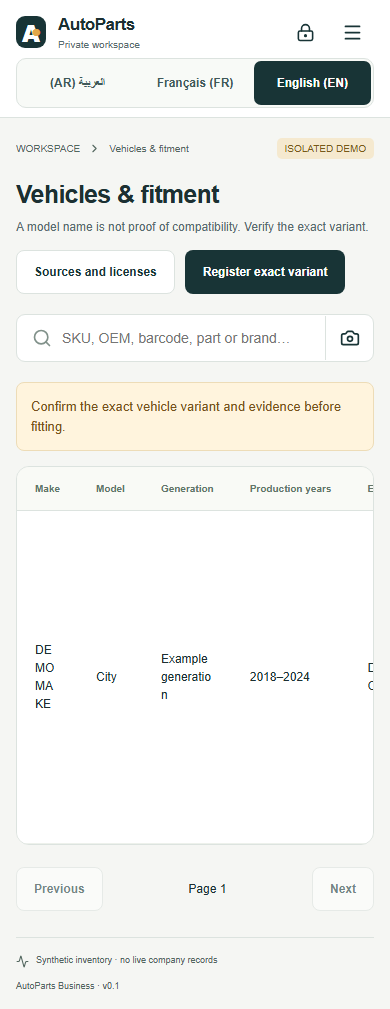 AutoParts
Private workspace
العربية (AR)
Français (FR)
English (EN)
WORKSPACE > Vehicles & fitment
ISOLATED DEMO
Vehicles & fitment
A model name is not proof of compatibility. Verify the exact variant.
Sources and licenses
Register exact variant
SKU, OEM, barcode, part or brand...
Confirm the exact vehicle variant and evidence before
fitting.
Make Model Generation Production years
DE
MO
MA
KE
City
Example
generatio
n
2018–2024
Previous
Page 1
Next
Synthetic inventory · no live company records
AutoParts Business · v0.1